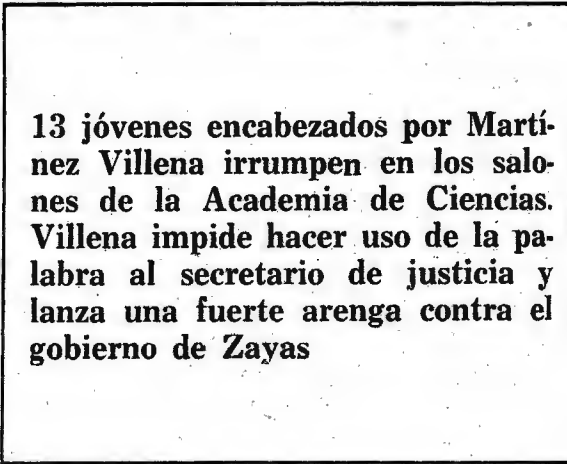 13 jóvenes encabezados por Martí-
nez Villena irrumpen en los salo-
nes de la Academia de Ciencias.
Villena impide hacer uso de la pa-
labra al secretario de justicia y
lanza una fuerte arenga contra el
gobierno de Zayas